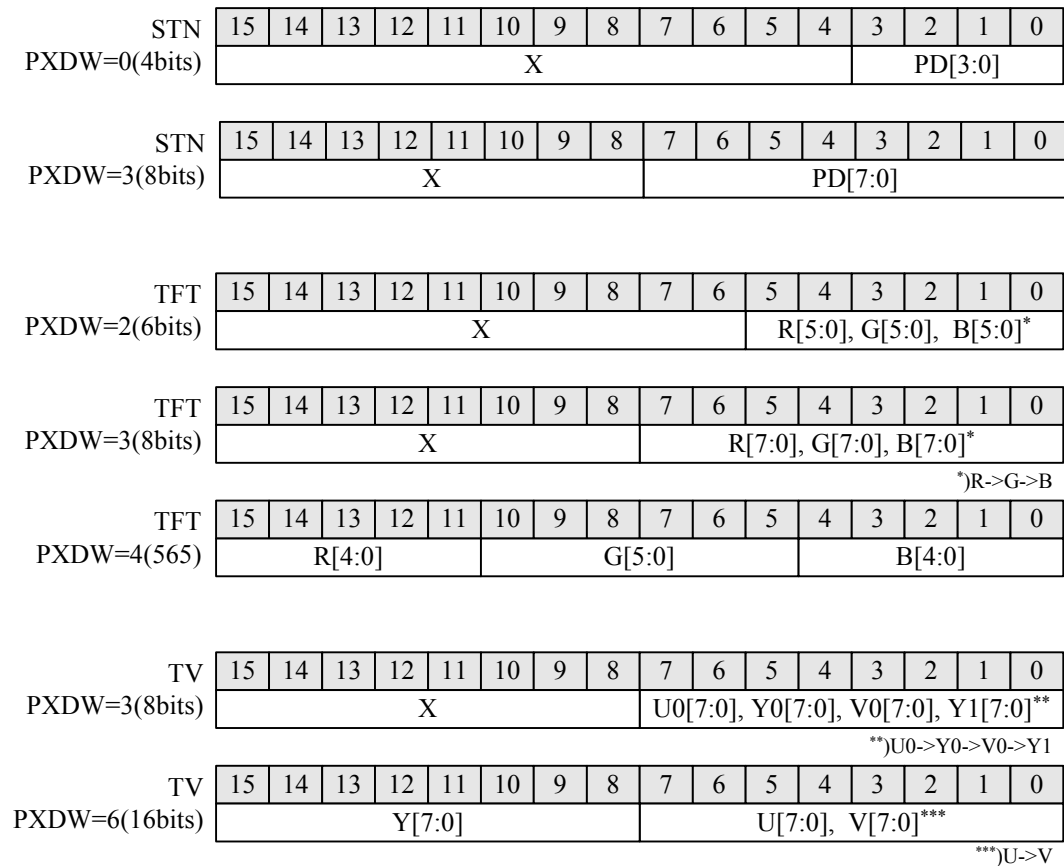 STN 15 14 13 12 11 10 9 8 7 6 5 4 3 2 1 0
PXDW=0(4bits) X PD[3:0]
STN 15 14 13 12 11 10 9 8 7 6 5 4 3 2 1 0
PXDW=3(8bits) X PD[7:0]
TFT 15 14 13 12 11 10 9 8 7 6 5 4 3 2 1 0
PXDW=2(6bits) X R[5:0], G[5:0], B[5:0]*
TFT 15 14 13 12 11 10 9 8 7 6 5 4 3 2 1 0
PXDW=3(8bits) X R[7:0], G[7:0], B[7:0]*
*)R->G->B
TFT 15 14 13 12 11 10 9 8 7 6 5 4 3 2 1 0
PXDW=4(565) R[4:0] G[5:0] B[4:0]
TV 15 14 13 12 11 10 9 8 7 6 5 4 3 2 1 0
PXDW=3(8bits) X U0[7:0], Y0[7:0], V0[7:0], Y1[7:0]**
**)U0->Y0->V0->Y1
TV 15 14 13 12 11 10 9 8 7 6 5 4 3 2 1 0
PXDW=6(16bits) Y[7:0] U[7:0], V[7:0]***
***)U->V